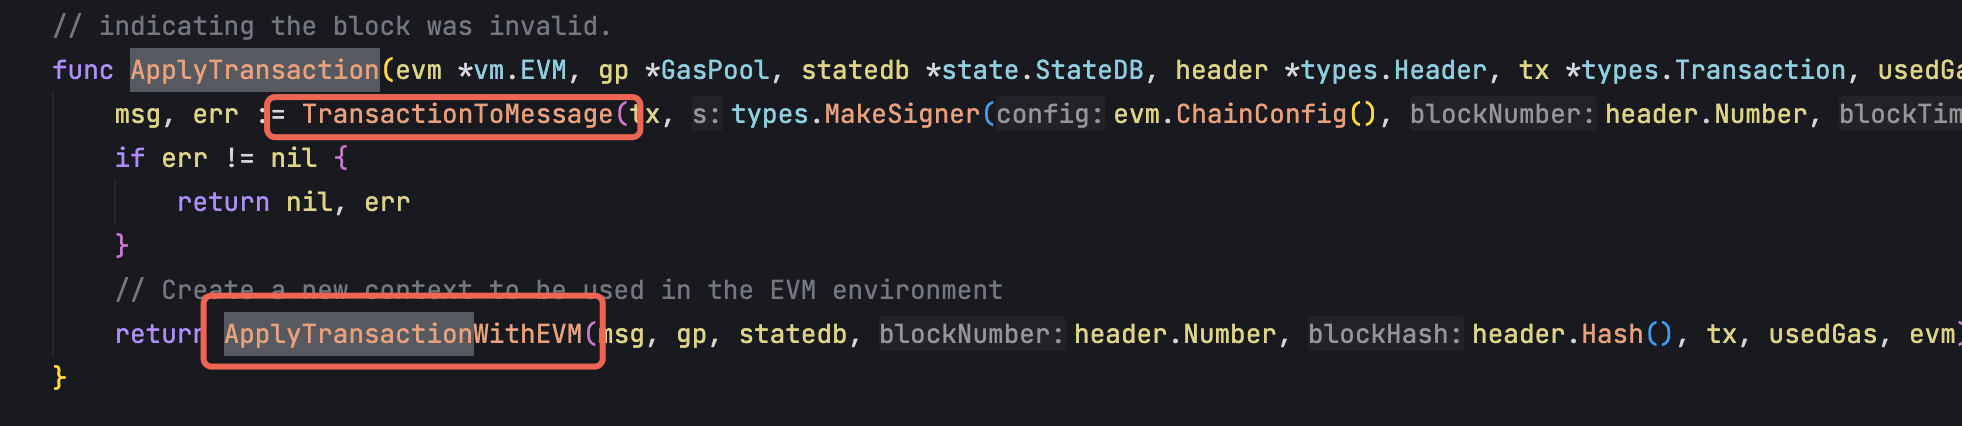 // indicating the block was invalid.
func ApplyTransaction(evm *vm.EVM, gp *GasPool, statedb *state.StateDB, header *types.Header, tx *types.Transaction, usedGa
msg, err := TransactionToMessage(tx, s: types.MakeSigner(config: evm.ChainConfig(), blockNumber: header.Number, blockTim
if err != nil {
return nil, err
}
// Create a new context to be used in the EVM environment
return ApplyTransactionWithEVM(msg, gp, statedb, blockNumber: header.Number, blockHash: header.Hash(), tx, usedGas, evm)
}